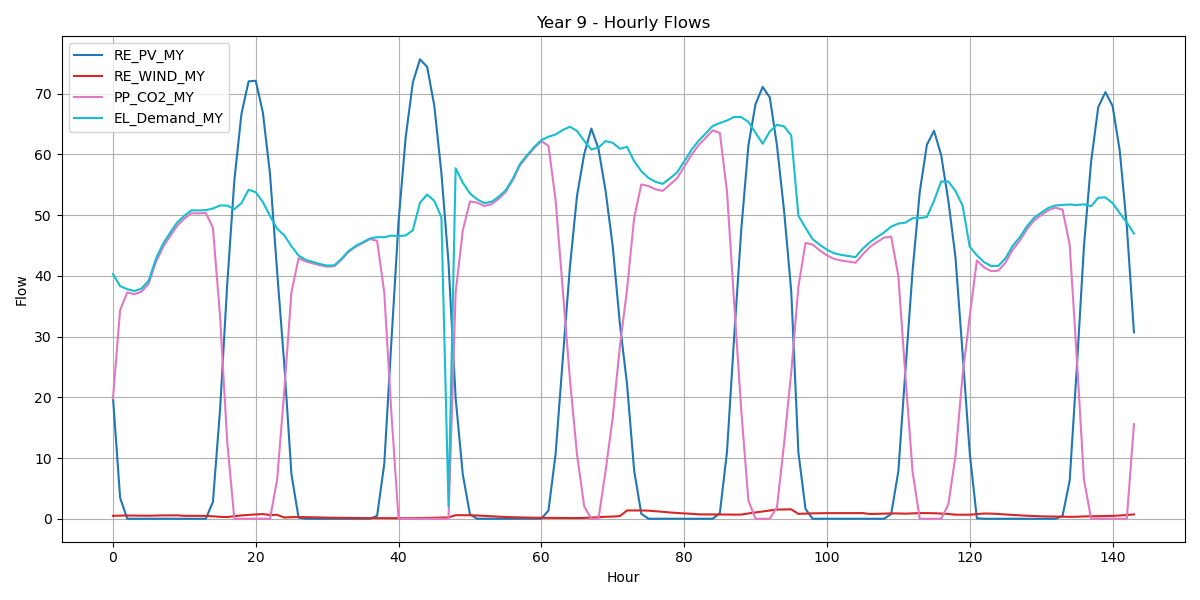 Year 9 - Hourly Flows
RE_PV_MY
RE_WIND_MY
PP_CO2_MY
EL_Demand_MY
Flow
70
60
50
40
30
20
10
0
0 20 40 60 80 100 120 140
Hour